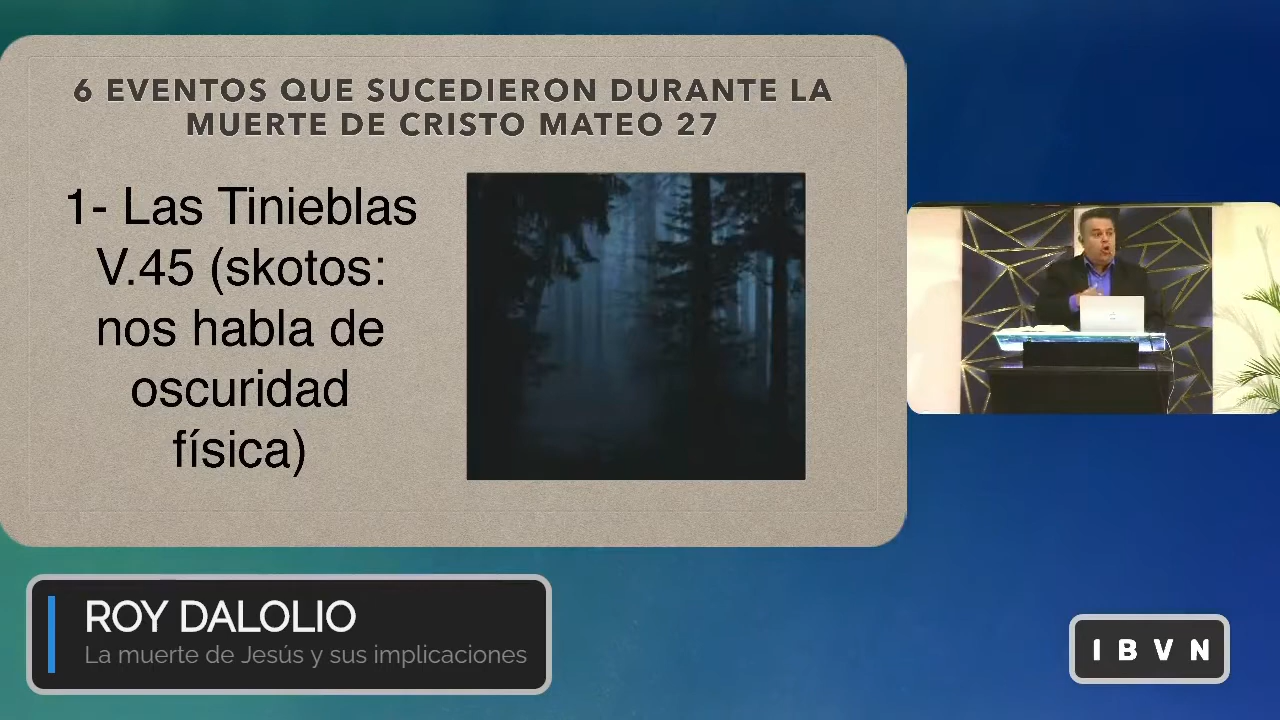 6 EVENTOS QUE SUCEDIERON DURANTE LA
MUERTE DE CRISTO MATEO 27
1- Las Tinieblas
V.45 (skotos:
nos habla de
oscuridad
física)
ROY DALOLIO
La muerte de Jesús y sus implicaciones
IBVN